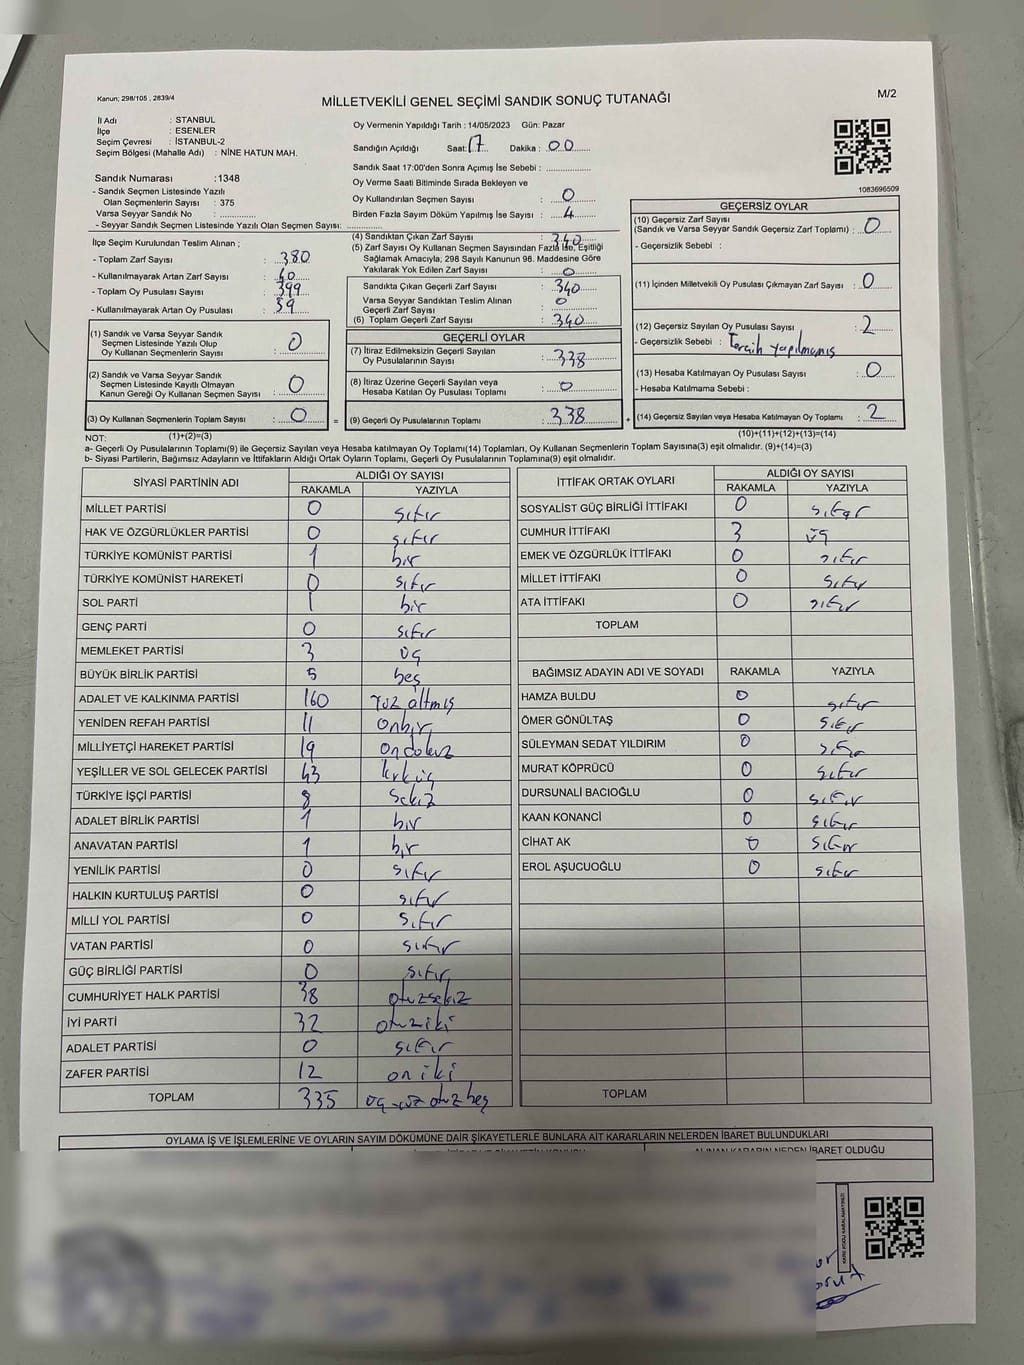 Kanun; 298/105 , 2839/4
MİLLETVEKİLİ GENEL SEÇİMİ SANDIK SONUÇ TUTANAĞI
M/2
İl Adı : STANBUL
İlçe : ESENLER
Seçim Çevresi : İSTANBUL-2
Seçim Bölgesi (Mahalle Adı) : NİNE HATUN MAH.
Sandık Numarası :1348
- Sandık Seçmen Listesinde Yazılı
Olan Seçmenlerin Sayısı : 375
Varsa Seyyar Sandık No : ..............
- Seyyar Sandık Seçmen Listesinde Yazılı Olan Seçmen Sayısı: ..............
Oy Vermenin Yapıldığı Tarih : 14/05/2023 Gün: Pazar
Sandığın Açıldığı Saat: 17 Dakika : 00
Sandık Saat 17:00'den Sonra Açımış İse Sebebi : ..............
Oy Verme Saati Bitiminde Sırada Bekleyen ve
Oy Kullandırılan Seçmen Sayısı : 0
Birden Fazla Sayım Döküm Yapılmış İse Sayısı : 4
1083696509
İlçe Seçim Kurulundan Teslim Alınan ;
- Toplam Zarf Sayısı : 380
- Kullanılmayarak Artan Zarf Sayısı : 40
- Toplam Oy Pusulası Sayısı : 399
- Kullanılmayarak Artan Oy Pusulası : 59
(1) Sandık ve Varsa Seyyar Sandık
Seçmen Listesinde Yazılı Olup
Oy Kullanan Seçmenlerin Sayısı : 0
(2) Sandık ve Varsa Seyyar Sandık
Seçmen Listesinde Kayıtlı Olmayan
Kanun Gereği Oy Kullanan Seçmen Sayısı : 0
(3) Oy Kullanan Seçmenlerin Toplam Sayısı : 0
(4) Sandıktan Çıkan Zarf Sayısı : 340
(5) Zarf Sayısı Oy Kullanan Seçmen Sayısından Fazla İse, Eşitliği
Sağlamak Amacıyla; 298 Sayılı Kanunun 98. Maddesine Göre
Yakılarak Yok Edilen Zarf Sayısı : 0
Sandıkta Çıkan Geçerli Zarf Sayısı : 340
Varsa Seyyar Sandıktan Teslim Alınan
Geçerli Zarf Sayısı : 0
(6) Toplam Geçerli Zarf Sayısı : 340
GEÇERLİ OYLAR
(7) İtiraz Edilmeksizin Geçerli Sayılan
Oy Pusulalarının Sayısı : 338
(8) İtiraz Üzerine Geçerli Sayılan veya
Hesaba Katılan Oy Pusulası Toplamı : 0
= (9) Geçerli Oy Pusulalarının Toplamı : 338
GEÇERSİZ OYLAR
(10) Geçersiz Zarf Sayısı
(Sandık ve Varsa Seyyar Sandık Geçersiz Zarf Toplamı) : 0
- Geçersizlik Sebebi :
(11) İçinden Milletvekili Oy Pusulası Çıkmayan Zarf Sayısı : 0
(12) Geçersiz Sayılan Oy Pusulası Sayısı : 2
- Geçersizlik Sebebi : Tercih yapılmamış
(13) Hesaba Katılmayan Oy Pusulası Sayısı : 0
- Hesaba Katılmama Sebebi :
+ (14) Geçersiz Sayılan veya Hesaba Katılmayan Oy Toplamı : 2
NOT: (1)+(2)=(3)
(10)+(11)+(12)+(13)=(14)
a- Geçerli Oy Pusulalarının Toplamı(9) ile Geçersiz Sayılan veya Hesaba Katılmayan Oy Toplamı(14) Toplamları, Oy Kullanan Seçmenlerin Toplam Sayısına(3) eşit olmalıdır. (9)+(14)=(3)
b- Siyasi Partilerin, Bağımsız Adayların ve İttifakların Aldığı Ortak Oyların Toplamı, Geçerli Oy Pusulalarının Toplamına(9) eşit olmalıdır.
SİYASİ PARTİNİN ADI ALDIĞI OY SAYISI
RAKAMLA YAZIYLA
MİLLET PARTİSİ 0 sıfır
HAK VE ÖZGÜRLÜKLER PARTİSİ 0 sıfır
TÜRKİYE KOMÜNİST PARTİSİ 1 bir
TÜRKİYE KOMÜNİST HAREKETİ 0 sıfır
SOL PARTİ 1 bir
GENÇ PARTİ 0 sıfır
MEMLEKET PARTİSİ 3 üç
BÜYÜK BİRLİK PARTİSİ 5 beş
ADALET VE KALKINMA PARTİSİ 160 Yüz altmış
YENİDEN REFAH PARTİSİ 11 onbir
MİLLİYETÇİ HAREKET PARTİSİ 19 ondokuz
YEŞİLLER VE SOL GELECEK PARTİSİ 43 kırküç
TÜRKİYE İŞÇİ PARTİSİ 8 sekiz
ADALET BİRLİK PARTİSİ 1 bir
ANAVATAN PARTİSİ 1 bir
YENİLİK PARTİSİ 0 sıfır
HALKIN KURTULUŞ PARTİSİ 0 sıfır
MİLLİ YOL PARTİSİ 0 sıfır
VATAN PARTİSİ 0 sıfır
GÜÇ BİRLİĞİ PARTİSİ 0 sıfır
CUMHURİYET HALK PARTİSİ 38 otuzsekiz
İYİ PARTİ 32 otuziki
ADALET PARTİSİ 0 sıfır
ZAFER PARTİSİ 12 oniki
TOPLAM 335 üç yüz otuz beş
İTTİFAK ORTAK OYLARI ALDIĞI OY SAYISI
RAKAMLA YAZIYLA
SOSYALİST GÜÇ BİRLİĞİ İTTİFAKI 0 sıfır
CUMHUR İTTİFAKI 3 üç
EMEK VE ÖZGÜRLÜK İTTİFAKI 0 sıfır
MİLLET İTTİFAKI 0 sıfır
ATA İTTİFAKI 0 sıfır
TOPLAM
BAĞIMSIZ ADAYIN ADI VE SOYADI RAKAMLA YAZIYLA
HAMZA BULDU 0 sıfır
ÖMER GÖNÜLTAŞ 0 sıfır
SÜLEYMAN SEDAT YILDIRIM 0 sıfır
MURAT KÖPRÜCÜ 0 sıfır
DURSUNALİ BACIOĞLU 0 sıfır
KAAN KONANCİ 0 sıfır
CİHAT AK 0 sıfır
EROL AŞUCUOĞLU 0 sıfır
TOPLAM
OYLAMA İŞ VE İŞLEMLERİNE VE OYLARIN SAYIM DÖKÜMÜNE DAİR ŞİKAYETLERLE BUNLARA AİT KARARLARIN NELERDEN İBARET BULUNDUKLARI
ALINAN KARARIN NEDEN İBARET OLDUĞU